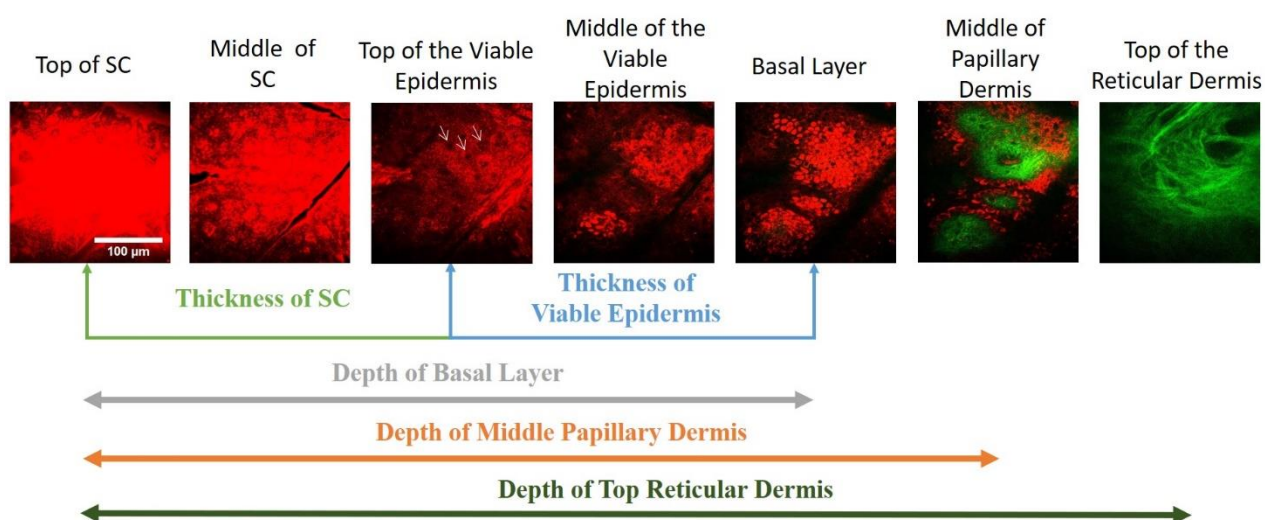 Top of SC
Middle of
SC
Top of the Viable
Epidermis
Middle of the
Viable
Epidermis
Basal Layer
Middle of
Papillary
Dermis
Top of the
Reticular Dermis
100 µm
Thickness of SC
Thickness of
Viable Epidermis
Depth of Basal Layer
Depth of Middle Papillary Dermis
Depth of Top Reticular Dermis